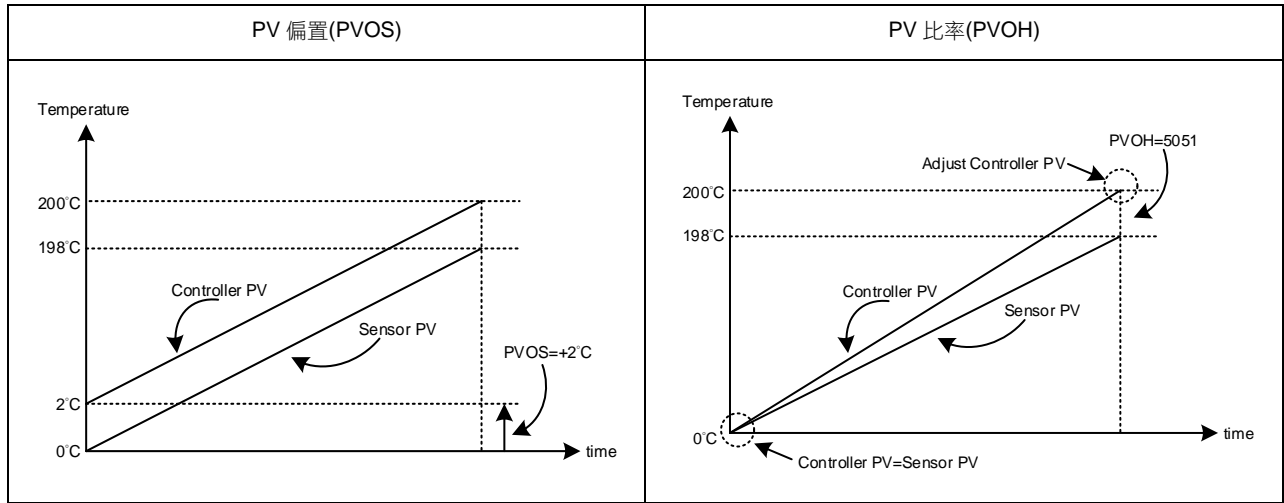 PV 偏置(PVOS)
Temperature
200°C
198°C
Controller PV
Sensor PV
PVOS=+2°C
2°C
0°C
time
PV 比率(PVOH)
Temperature
PVOH=5051
Adjust Controller PV
200°C
198°C
Controller PV
Sensor PV
0°C
time
Controller PV=Sensor PV